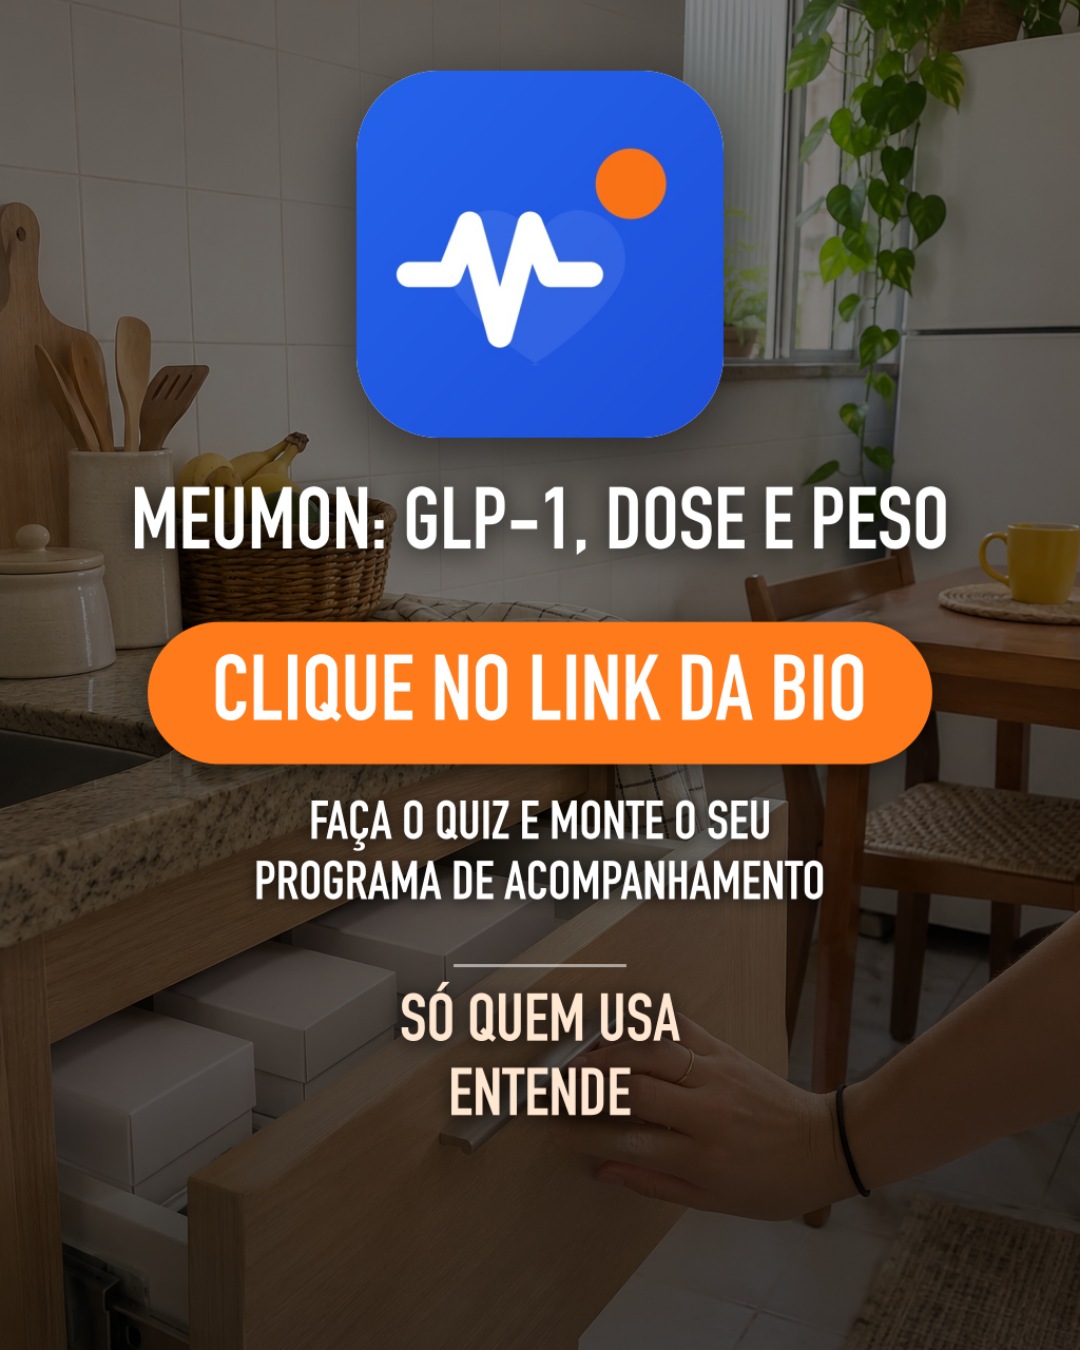 MEUMON: GLP-1, DOSE E PESO
CLIQUE NO LINK DA BIO
FAÇA O QUIZ E MONTE O SEU
PROGRAMA DE ACOMPANHAMENTO
SÓ QUEM USA
ENTENDE